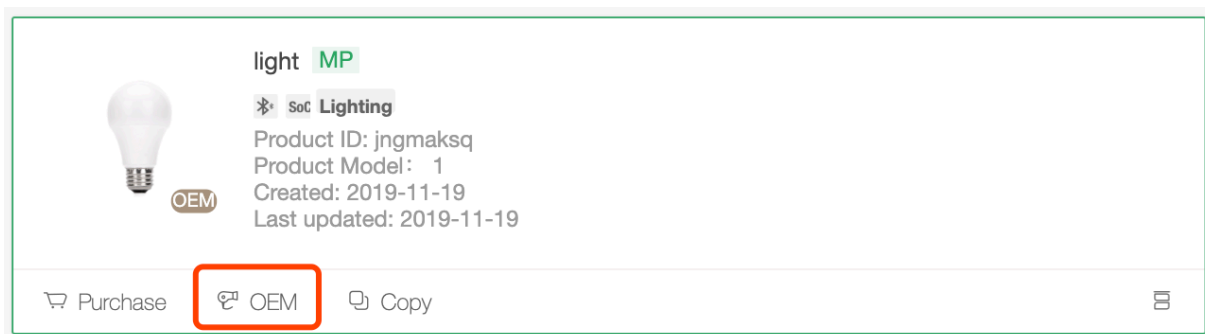 light MP
SoC Lighting
Product ID: jngmaksq
Product Model： 1
OEM
Created: 2019-11-19
Last updated: 2019-11-19
Purchase OEM Copy